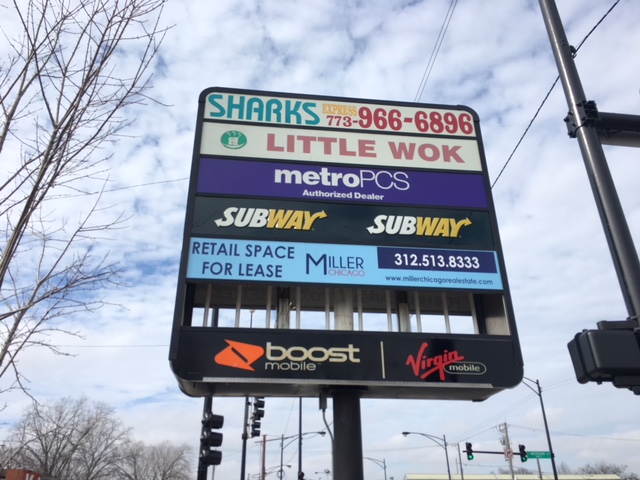 SHARKS EXPRESS 773-966-6896
LITTLE WOK
metroPCS
Authorized Dealer
SUBWAY SUBWAY
RETAIL SPACE
FOR LEASE
MILLER
CHICAGO
312.513.8333
www.millerchicagorealestate.com
boost
mobile
Virgin
mobile